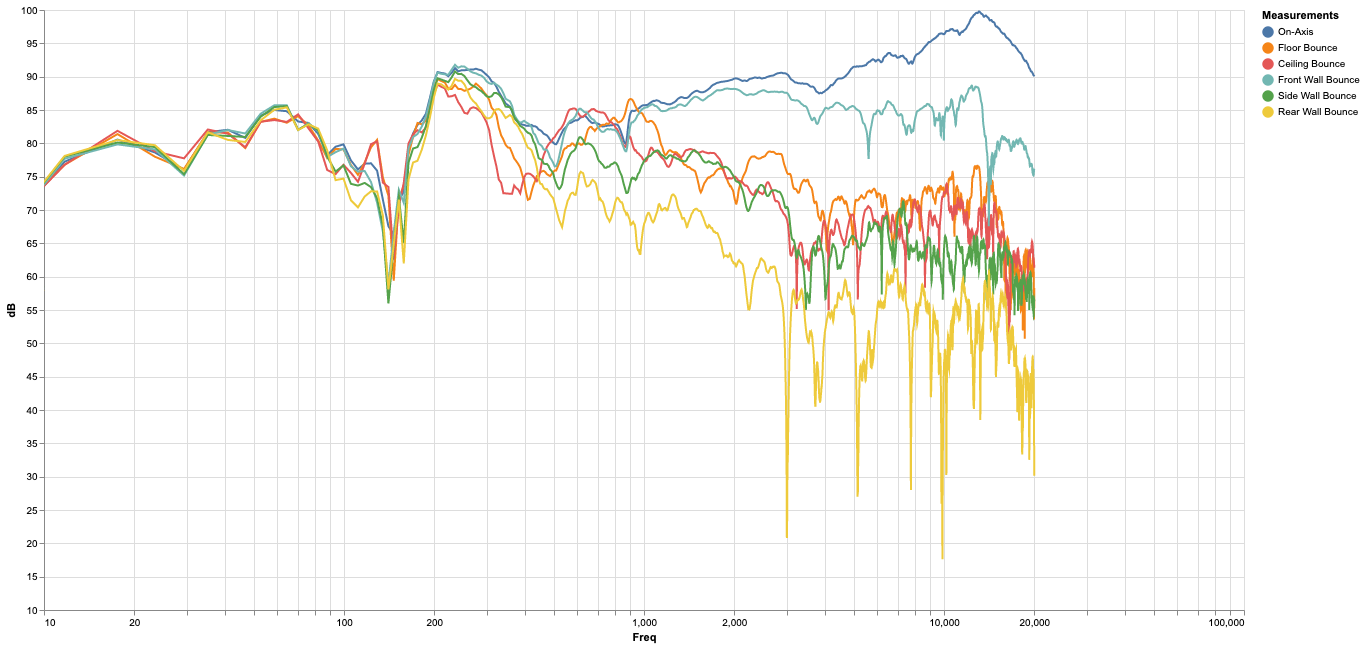 Measurements
On-Axis
Floor Bounce
Ceiling Bounce
Front Wall Bounce
Side Wall Bounce
Rear Wall Bounce
100
95
90
85
80
75
70
65
60
55
50
45
40
35
30
25
20
15
10
dB
10 20 100 200 1,000 2,000 10,000 20,000 100,000
Freq